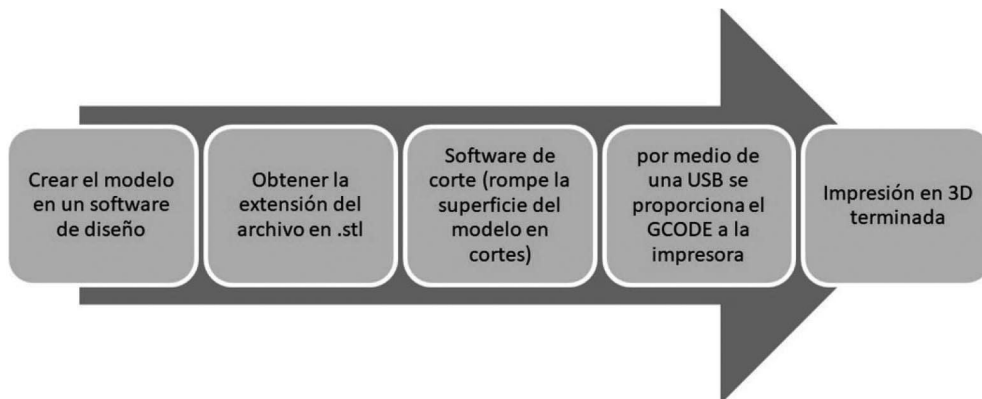 Crear el modelo
en un software
de diseño
Obtener la
extensión del
archivo en .stl
Software de
corte (rompe la
superficie del
modelo en
cortes)
por medio de
una USB se
proporciona el
GCODE a la
impresora
Impresión en 3D
terminada